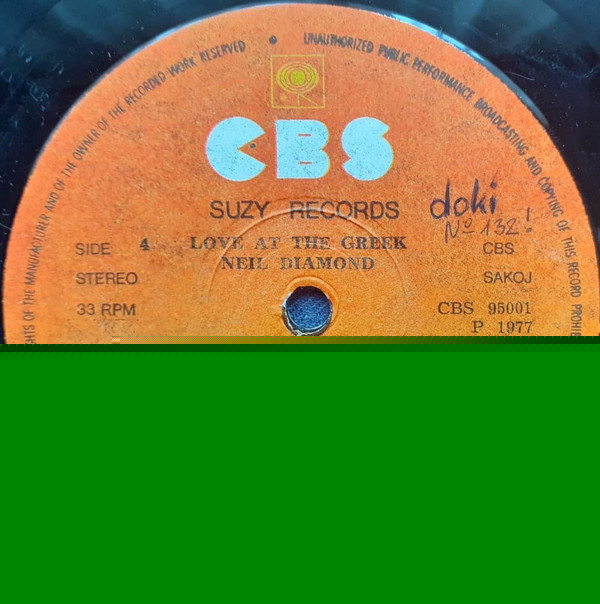 RIGHTS OF THE MANUFACTURER AND OF THE OWNER OF THE RECORDED WORK RESERVED • UNAUTHORIZED PUBLIC PERFORMANCE BROADCASTING AND COPYING OF THIS RECORD
CBS
SUZY RECORDS
doki
Nº 132!
SIDE 4
LOVE AT THE GREEK
CBS
NEIL DIAMOND
STEREO
SAKOJ
33 RPM
CBS 95001
P 1977